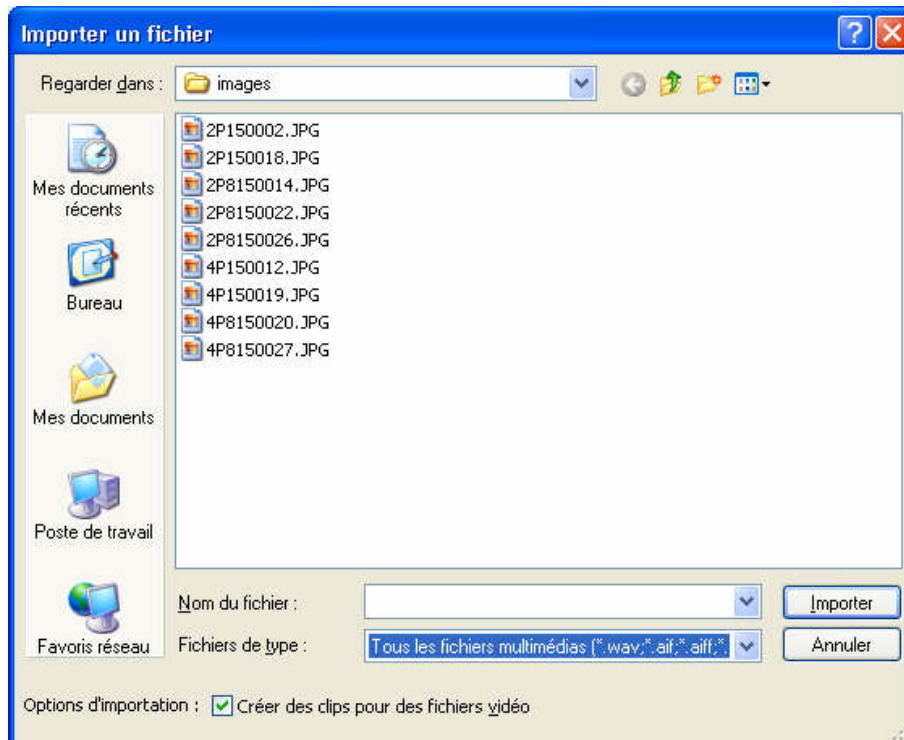 Importer un fichier
Regarder dans :
images
Mes documents récents
Bureau
Mes documents
Poste de travail
Favoris réseau
2P150002.JPG
2P150018.JPG
2P8150014.JPG
2P8150022.JPG
2P8150026.JPG
4P150012.JPG
4P150019.JPG
4P8150020.JPG
4P8150027.JPG
Nom du fichier :
Importer
Fichiers de type :
Tous les fichiers multimédias (*.wav;*.aif;*.aiff;*.
Annuler
Options d'importation :
Créer des clips pour des fichiers vidéo